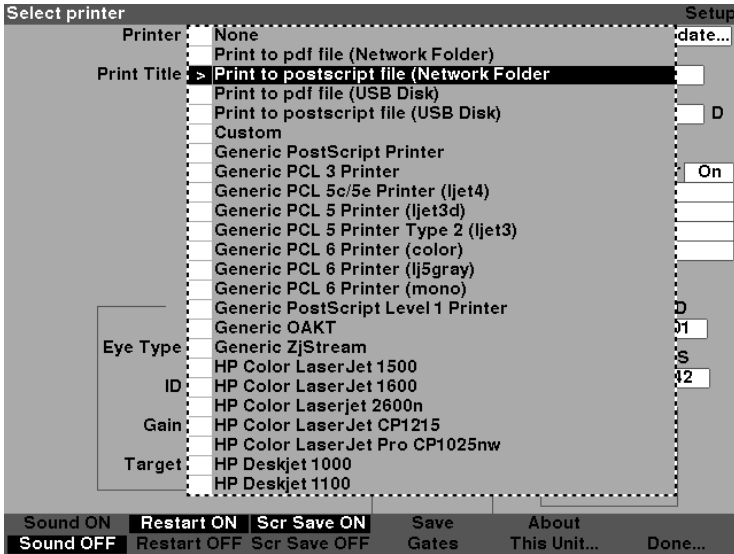 Select printer Setup
Printer None date...
Print to pdf file (Network Folder)
Print Title > Print to postscript file (Network Folder
Print to pdf file (USB Disk)
Print to postscript file (USB Disk) D
Custom
Generic PostScript Printer
Generic PCL 3 Printer On
Generic PCL 5c/5e Printer (ljet4)
Generic PCL 5 Printer (ljet3d)
Generic PCL 5 Printer Type 2 (ljet3)
Generic PCL 6 Printer (color)
Generic PCL 6 Printer (lj5gray)
Generic PCL 6 Printer (mono)
Generic PostScript Level 1 Printer D
Generic OAKT 01
Eye Type Generic ZjStream S
HP Color LaserJet 1500
ID HP Color LaserJet 1600 42
HP Color Laserjet 2600n
Gain HP Color LaserJet CP1215
HP Color LaserJet Pro CP1025nw
Target HP Deskjet 1000
HP Deskjet 1100
Sound ON Restart ON Scr Save ON Save About
Sound OFF Restart OFF Scr Save OFF Gates This Unit... Done...